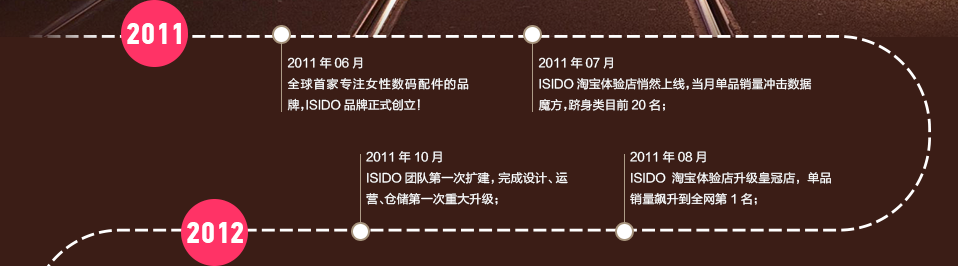 2011
2011 年 06 月
全球首家专注女性数码配件的品
牌,ISIDO 品牌正式创立!
2011 年 07 月
ISIDO 淘宝体验店悄然上线,当月单品销量冲击数据
魔方,跻身类目前 20 名;
2011 年 08 月
ISIDO 淘宝体验店升级皇冠店, 单品
销量飙升到全网第 1 名;
2011 年 10 月
ISIDO 团队第一次扩建, 完成设计、运
营、仓储第一次重大升级;
2012